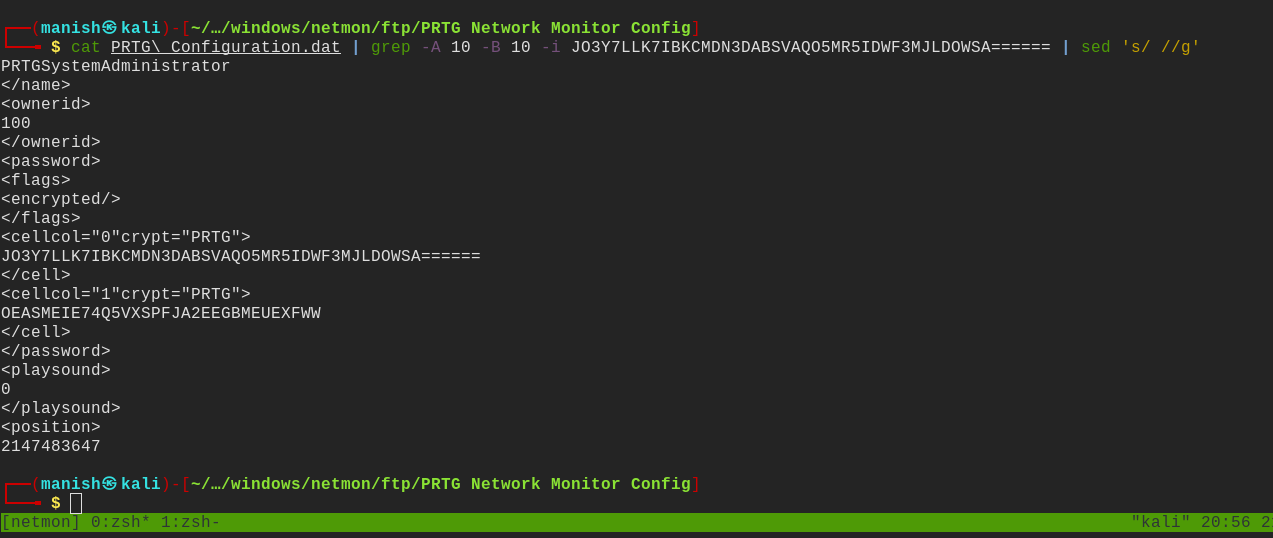 ┌──(manish㉿kali)-[~/…/windows/netmon/ftp/PRTG Network Monitor Config]
└─╼ $ cat PRTG\ Configuration.dat | grep -A 10 -B 10 -i JO3Y7LLK7IBKCMDN3DABSVAQO5MR5IDWF3MJLDOWSA====== | sed 's/ //g'
PRTGSystemAdministrator
</name>
<ownerid>
100
</ownerid>
<password>
<flags>
<encrypted/>
</flags>
<cellcol="0"crypt="PRTG">
JO3Y7LLK7IBKCMDN3DABSVAQO5MR5IDWF3MJLDOWSA======
</cell>
<cellcol="1"crypt="PRTG">
OEASMEIE74Q5VXSPFJA2EEGBMEUEXFWW
</cell>
</password>
<playsound>
0
</playsound>
<position>
2147483647
┌──(manish㉿kali)-[~/…/windows/netmon/ftp/PRTG Network Monitor Config]
└─╼ $
[netmon] 0:zsh* 1:zsh- "kali" 20:56 2